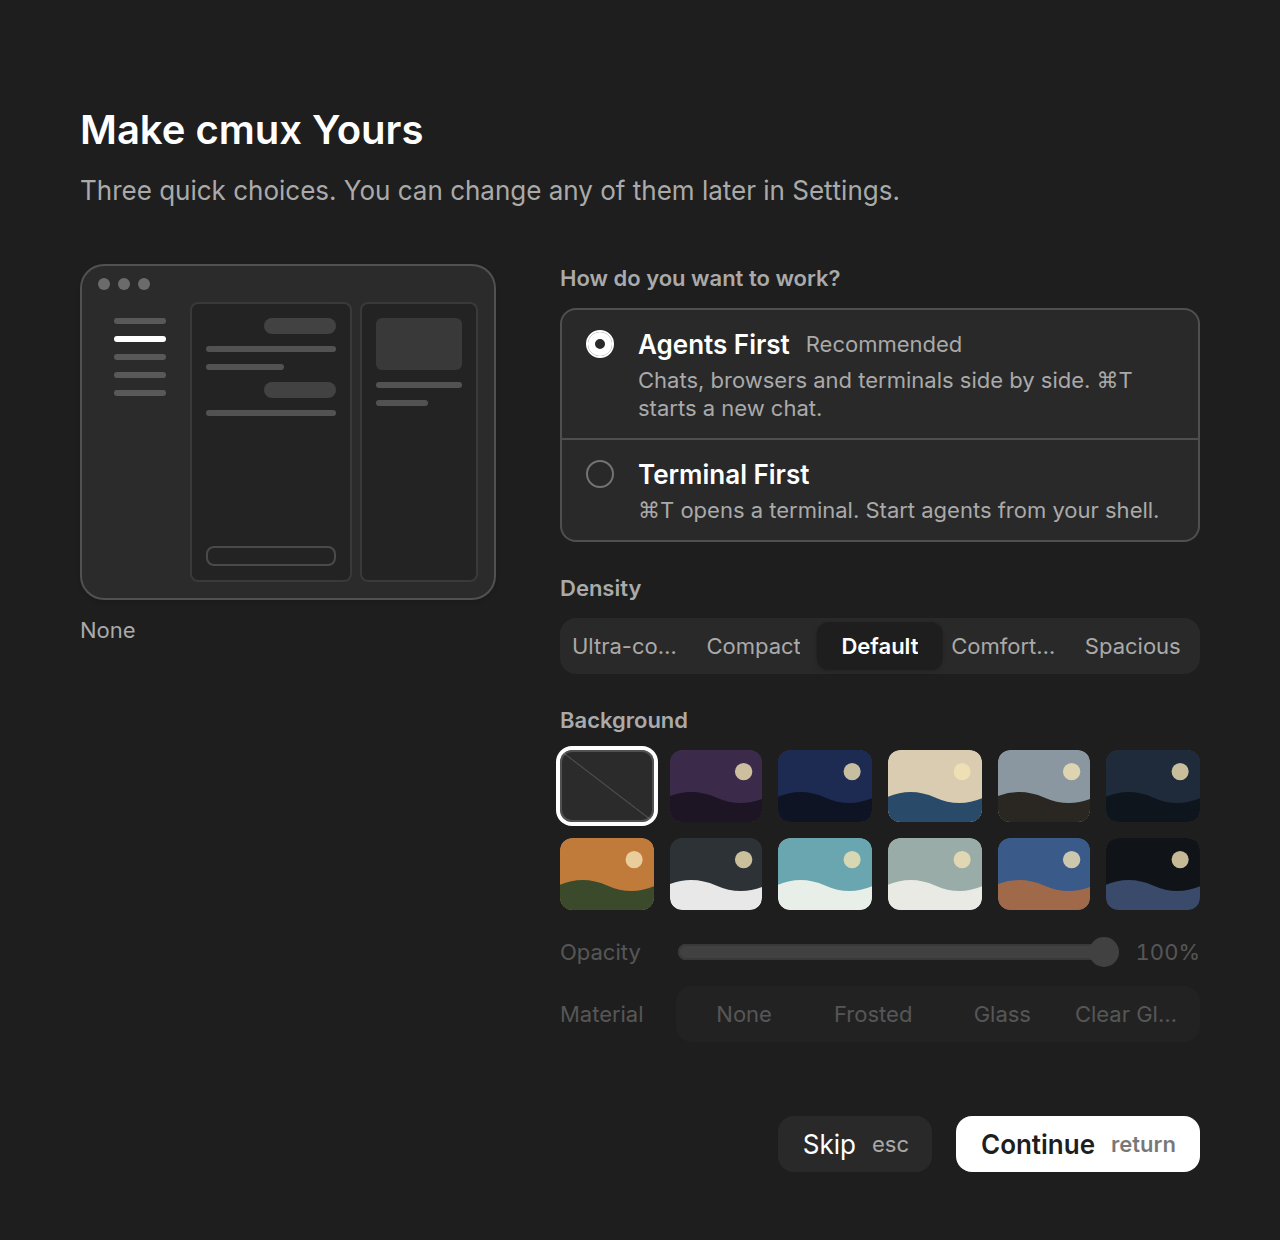 Make cmux Yours
Three quick choices. You can change any of them later in Settings.
None
How do you want to work?
Agents First Recommended
Chats, browsers and terminals side by side. ⌘T
starts a new chat.
Terminal First
⌘T opens a terminal. Start agents from your shell.
Density
Ultra-co... Compact Default Comfort... Spacious
Background
Opacity 100%
Material None Frosted Glass Clear Gl...
Skip esc Continue return